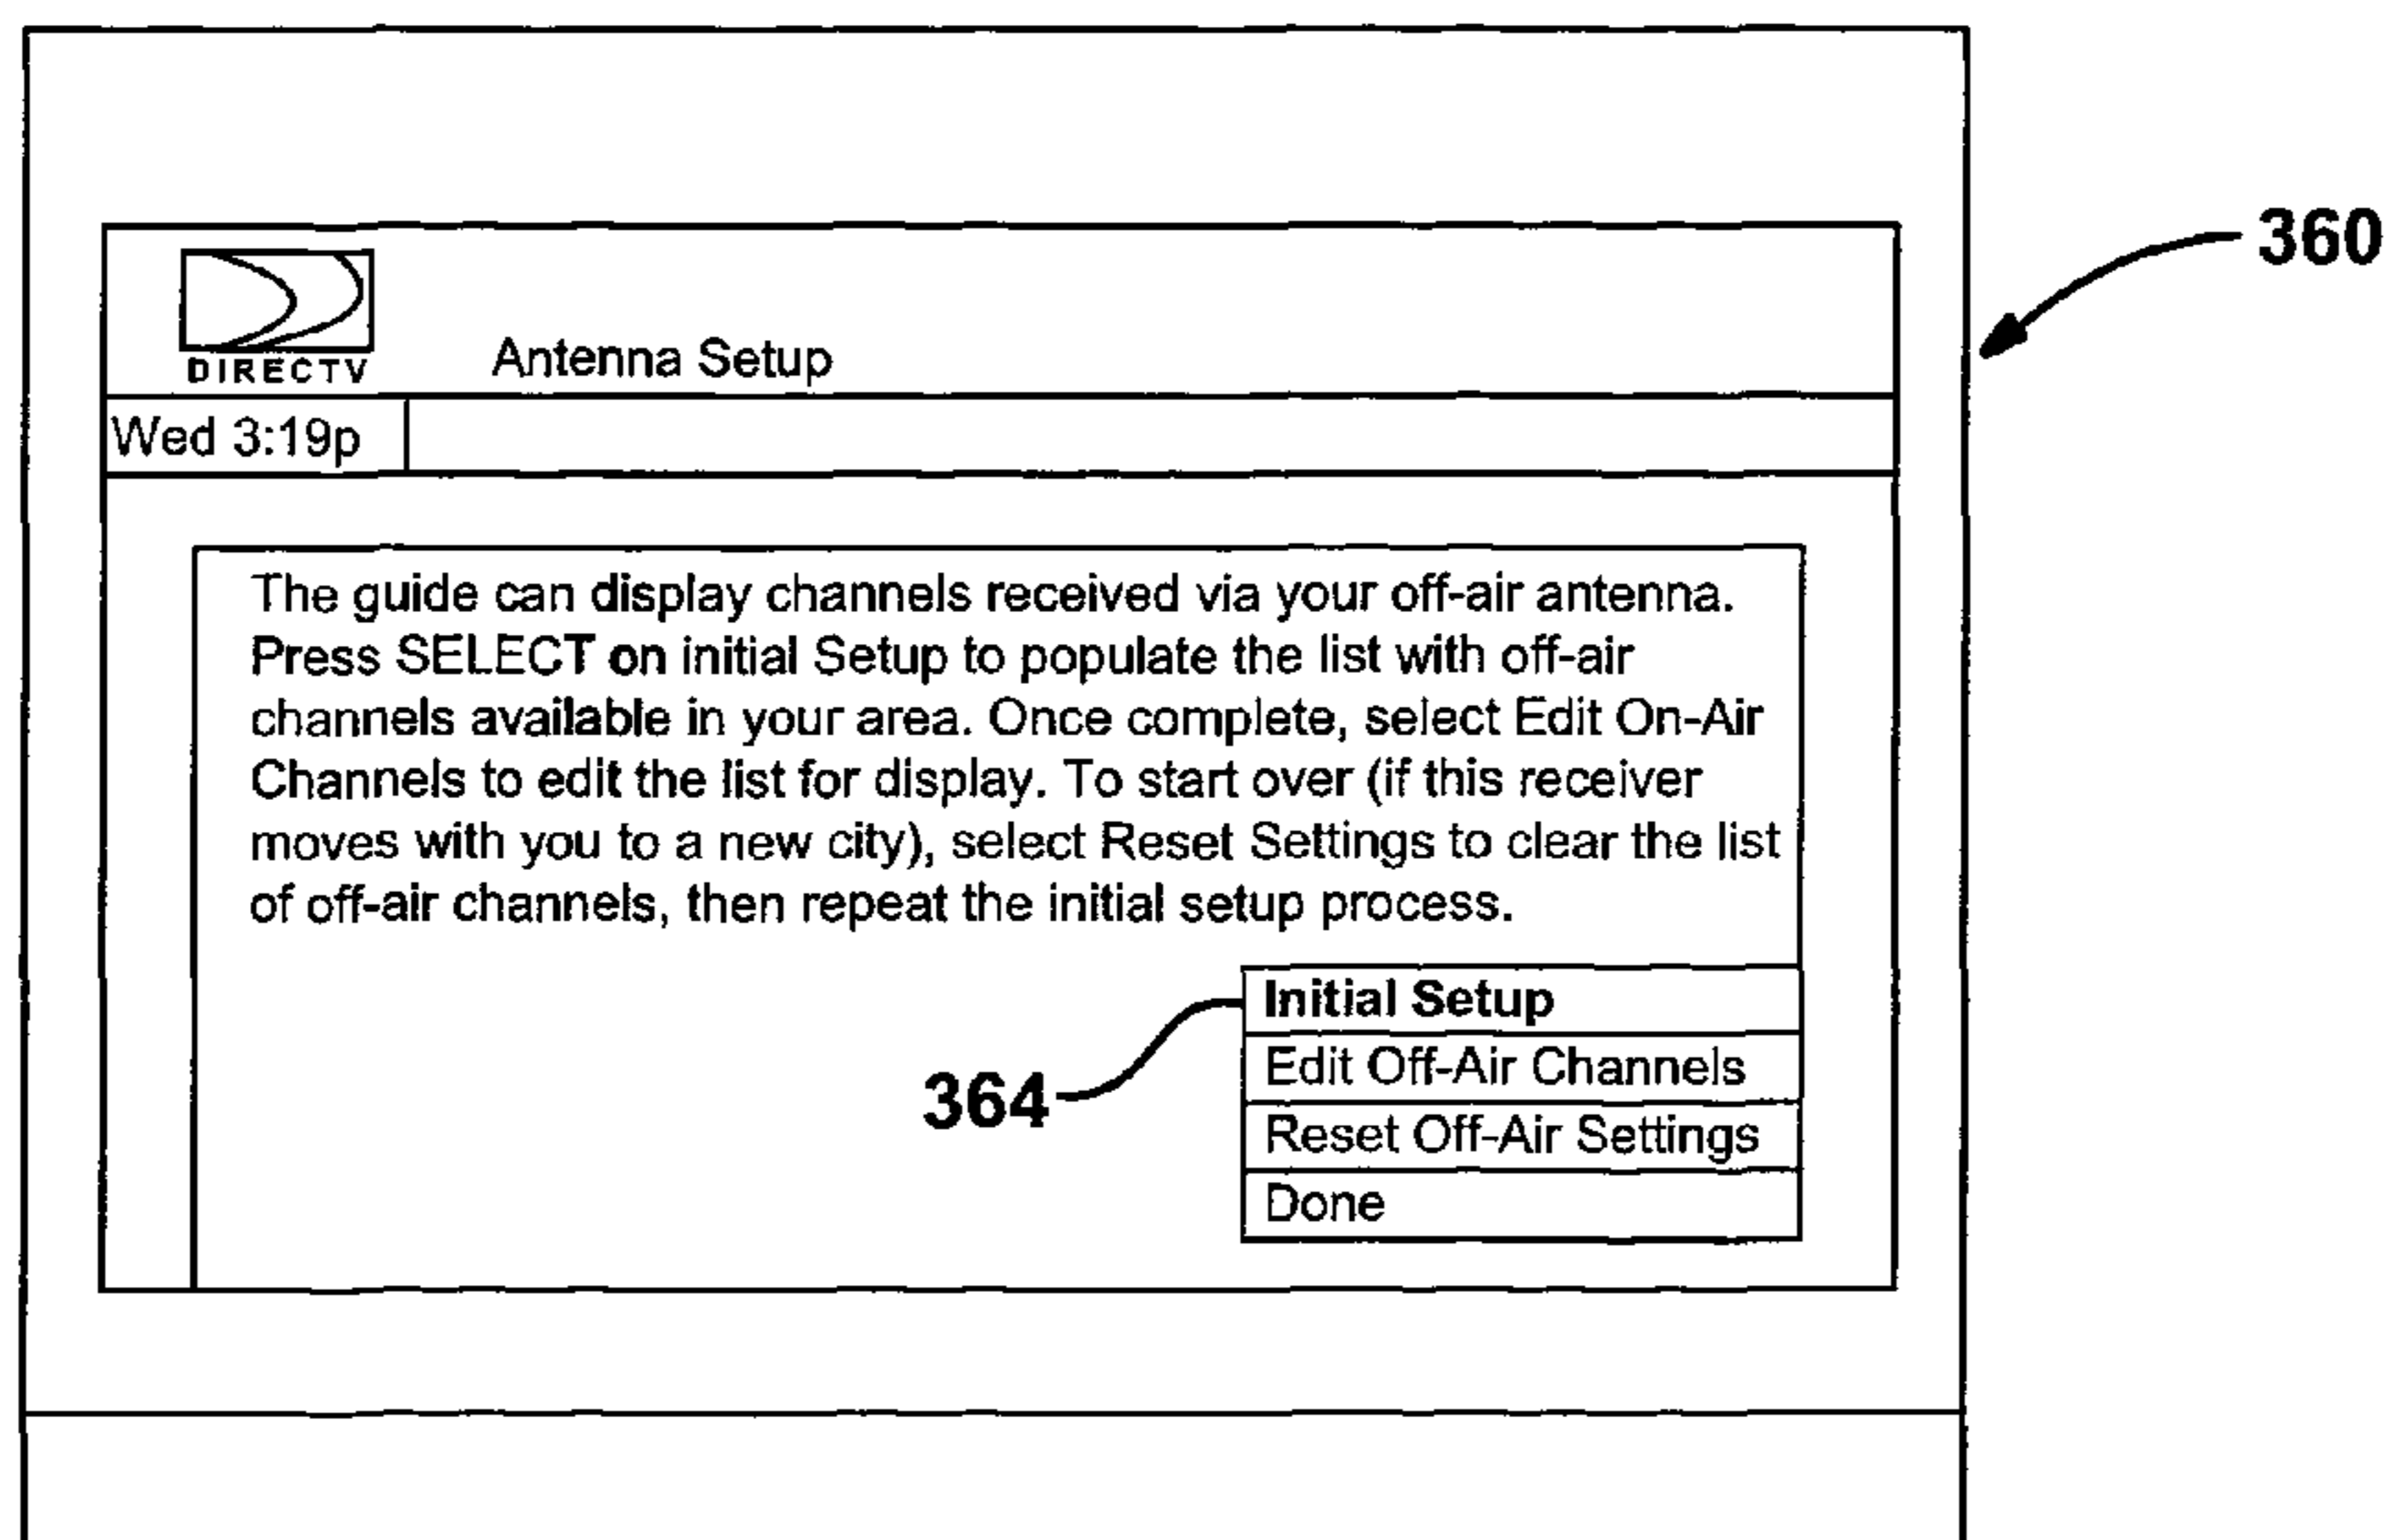 360
DIRECTV
Antenna Setup
Wed 3:19p
The guide can display channels received via your off-air antenna.
Press SELECT on initial Setup to populate the list with off-air
channels available in your area. Once complete, select Edit On-Air
Channels to edit the list for display. To start over (if this receiver
moves with you to a new city), select Reset Settings to clear the list
of off-air channels, then repeat the initial setup process.
Initial Setup
364
Edit Off-Air Channels
Reset Off-Air Settings
Done